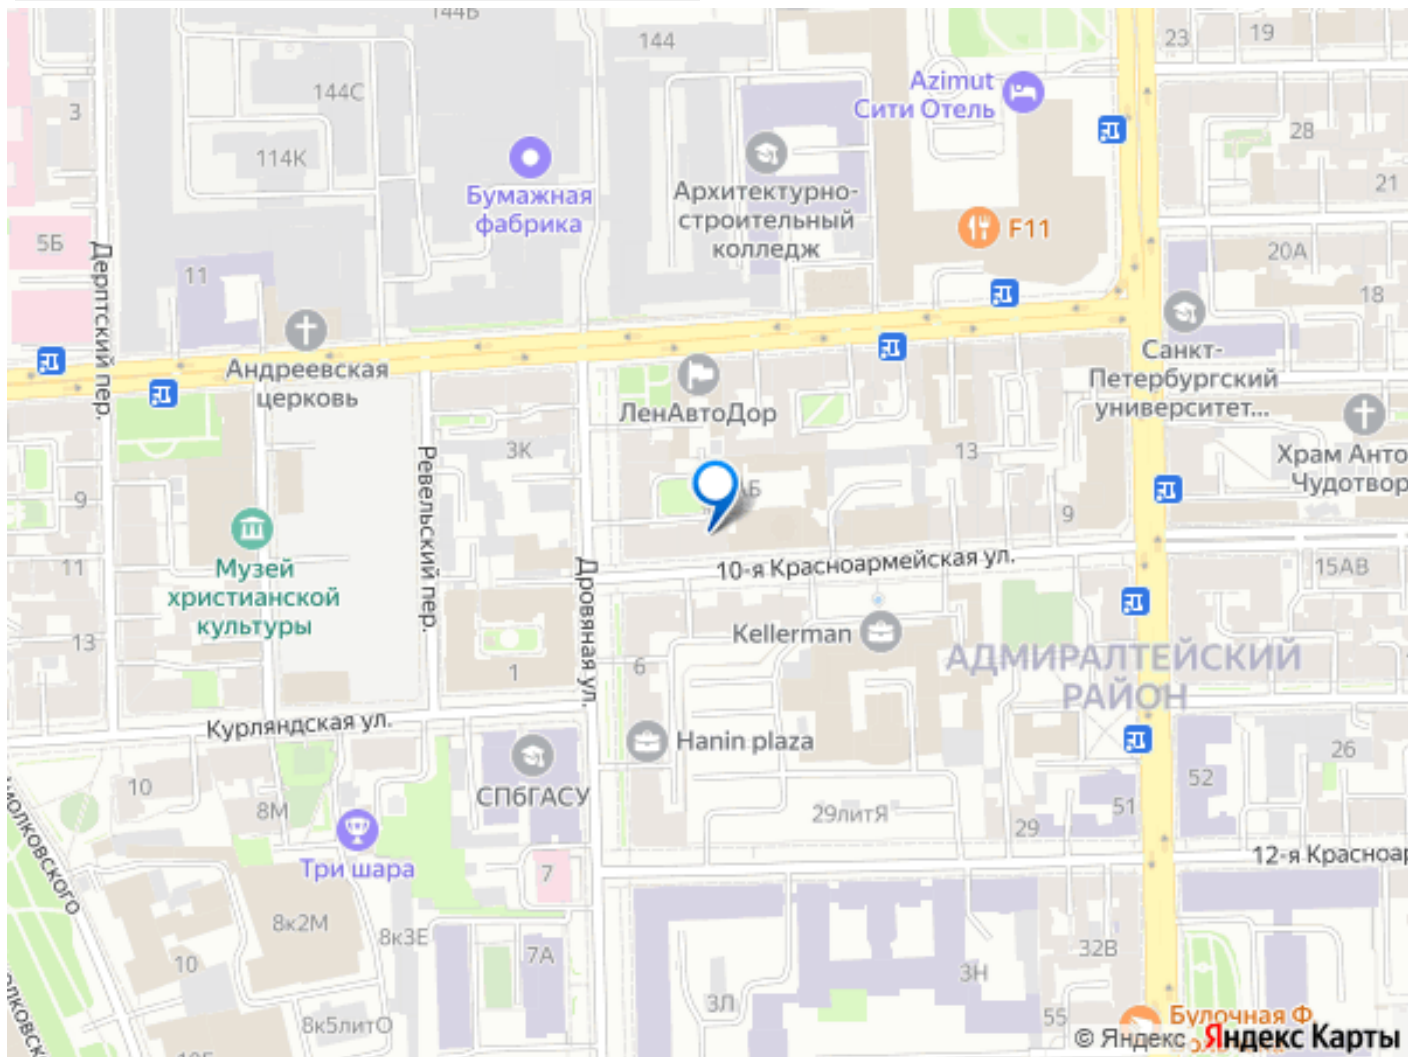 144Б
144
23
19
Azimut
Сити Отель
144С
3
28
114К
Бумажная
фабрика
Архитектурно-
строительный
колледж
21
F11
5Б
Дерптский пер.
11
20А
18
Санкт-
Петербургский
университет...
Андреевская
церковь
ЛенАвтоДор
Храм Анто
Чудотвор
3К
13
Ревельский пер.
9
9
Музей
христианской
культуры
11
10-я Красноармейская ул.
15АВ
Дровяная ул.
13
Kellerman
АДМИРАЛТЕЙСКИЙ
РАЙОН
6
1
Курляндская ул.
Hanin plaza
26
52
10
8М
СПбГАСУ
51
29литЯ
29
Три шара
12-я Красноар
7
8к2М
8к3Е
7А
32В
10
3Н
3Л
8к5литО
55
Булочная Ф.
© Яндекс Яндекс Карты